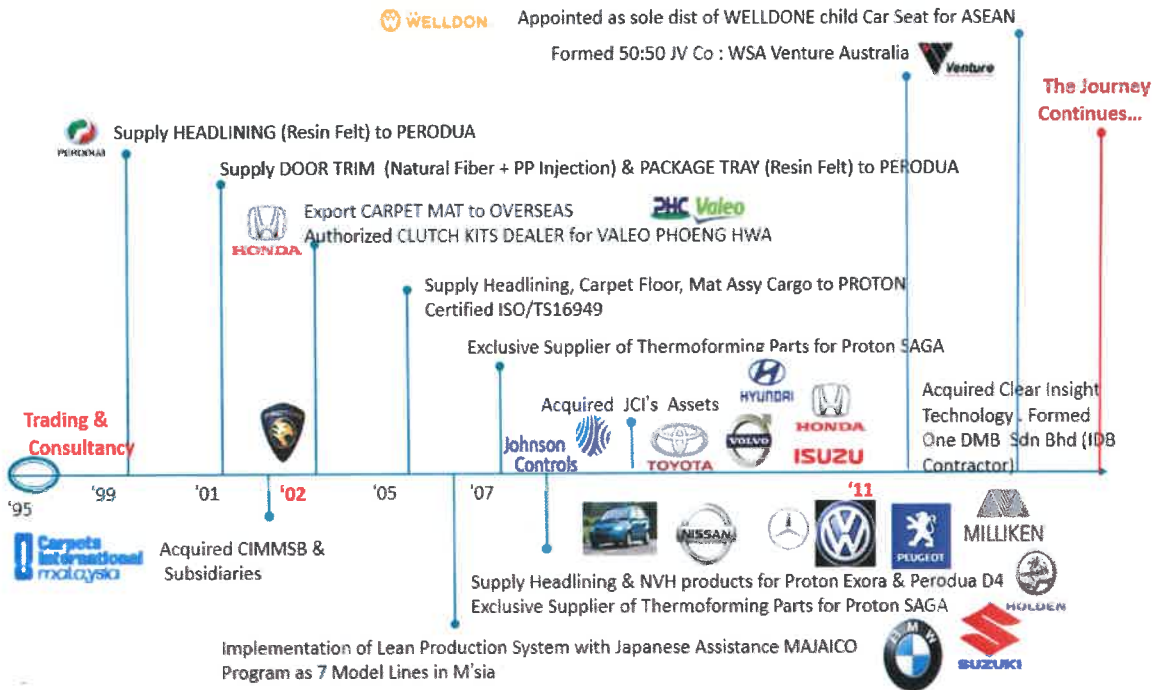 WELLDON
Appointed as sole dist of WELLDONE child Car Seat for ASEAN
Formed 50:50 JV Co : WSA Venture Australia
Venture
The Journey
Continues...
PERODUA
Supply HEADLINING (Resin Felt) to PERODUA
Supply DOOR TRIM (Natural Fiber + PP Injection) & PACKAGE TRAY (Resin Felt) to PERODUA
HONDA
Export CARPET MAT to OVERSEAS
PHC Valeo
Authorized CLUTCH KITS DEALER for VALEO PHOENG HWA
Supply Headlining, Carpet Floor, Mat Assy Cargo to PROTON
Certified ISO/TS16949
Exclusive Supplier of Thermoforming Parts for Proton SAGA
Trading &
Consultancy
Acquired JCI's Assets
Johnson
Controls
TOYOTA
VOLVO
HYUNDAI
HONDA
ISUZU
Acquired Clear Insight
Technology . Formed
One DMB Sdn Bhd (IDB
Contractor)
'95
'99
'01
'02
'05
'07
'11
Carpets
International
malaysia
Acquired CIMMSB &
Subsidiaries
NISSAN
PEUGEOT
MILLIKEN
HOLDEN
Supply Headlining & NVH products for Proton Exora & Perodua D4
Exclusive Supplier of Thermoforming Parts for Proton SAGA
Implementation of Lean Production System with Japanese Assistance MAJAICO
Program as 7 Model Lines in M'sia
BMW
SUZUKI